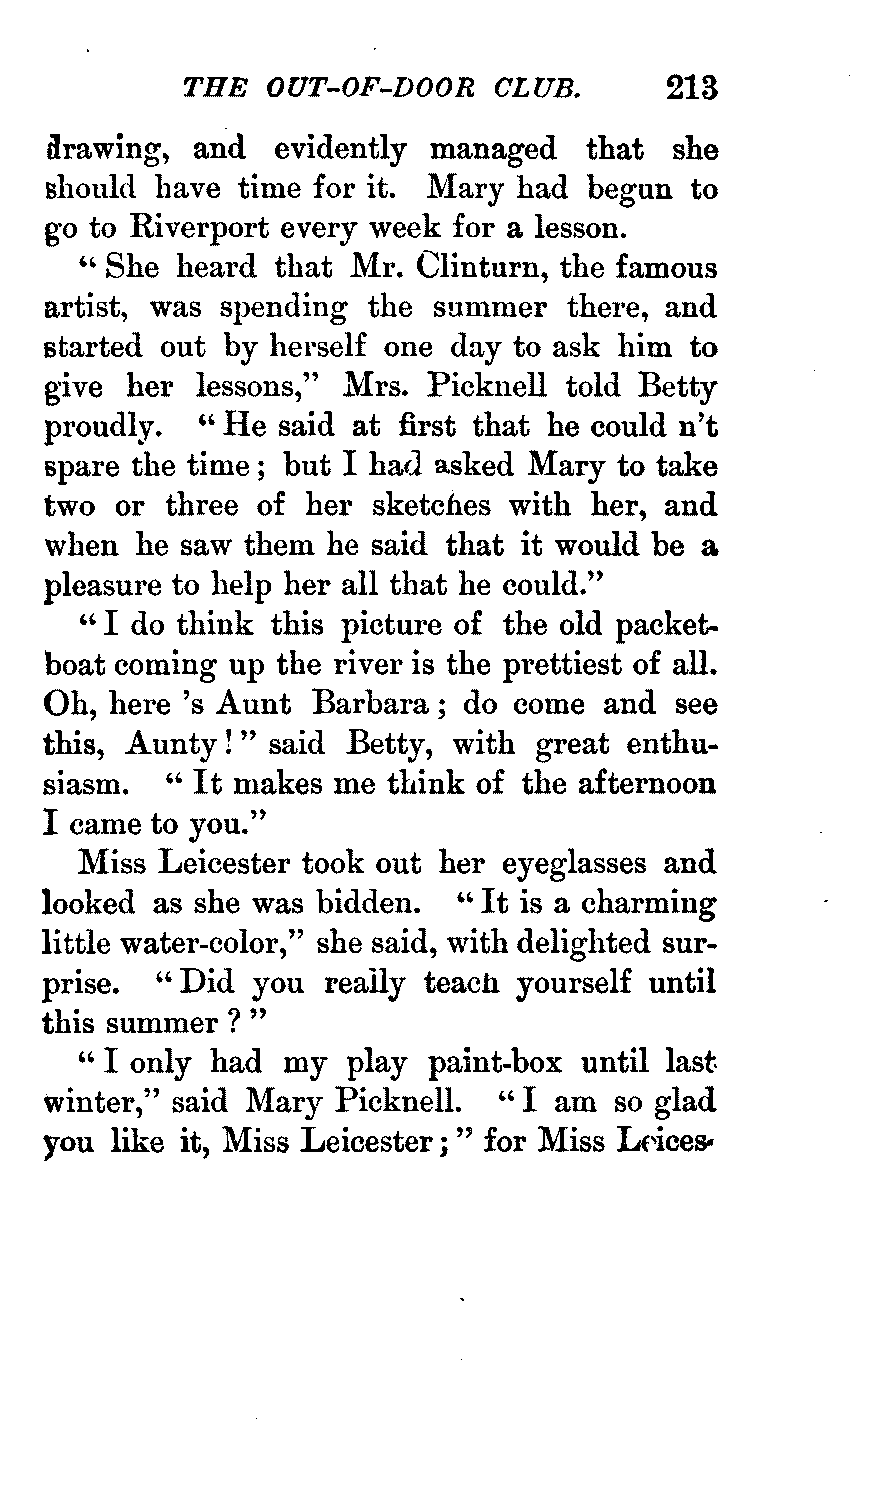 THE OUT-OF-DOOR CLUB. 213
drawing, and evidently managed that she
should have time for it. Mary had begun to
go to Riverport every week for a lesson.
“ She heard that Mr. Clinturn, the famous
artist, was spending the summer there, and
started out by herself one day to ask him to
give her lessons,” Mrs. Picknell told Betty
proudly. “ He said at first that he could n’t
spare the time ; but I had asked Mary to take
two or three of her sketches with her, and
when he saw them he said that it would be a
pleasure to help her all that he could.”
“ I do think this picture of the old packet-
boat coming up the river is the prettiest of all.
Oh, here ’s Aunt Barbara ; do come and see
this, Aunty ! ” said Betty, with great enthu-
siasm. “ It makes me think of the afternoon
I came to you.”
Miss Leicester took out her eyeglasses and
looked as she was bidden. “ It is a charming
little water-color,” she said, with delighted sur-
prise. “ Did you really teach yourself until
this summer ? ”
“ I only had my play paint-box until last
winter,” said Mary Picknell. “ I am so glad
you like it, Miss Leicester ; ” for Miss Leices-